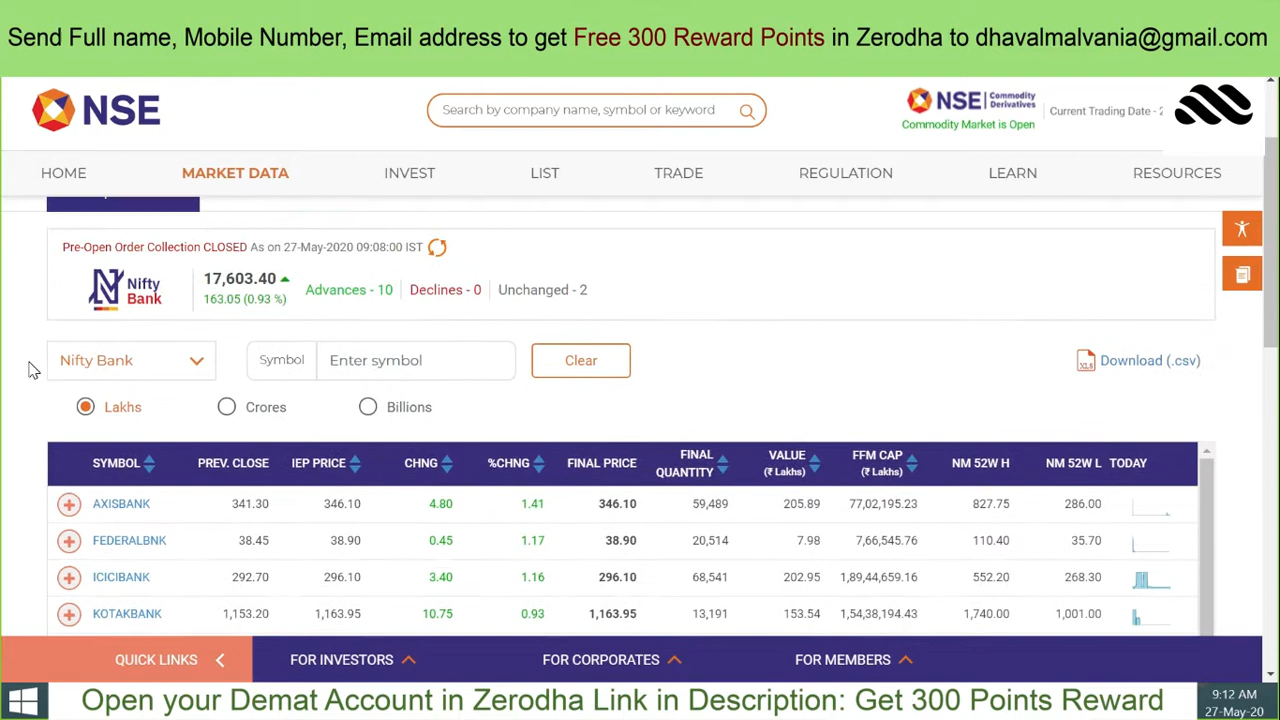 Send Full name, Mobile Number, Email address to get Free 300 Reward Points in Zerodha to dhavalmalvania@gmail.com
NSE
Search by company name, symbol or keyword
NSE Commodity Derivatives
Commodity Market is Open
Current Trading Date - 2
HOME MARKET DATA INVEST LIST TRADE REGULATION LEARN RESOURCES
Pre-Open Order Collection CLOSED As on 27-May-2020 09:08:00 IST
Nifty Bank
17,603.40
163.05 (0.93 %)
Advances - 10 Declines - 0 Unchanged - 2
Nifty Bank Symbol Enter symbol Clear XLS Download (.csv)
Lakhs Crores Billions
SYMBOL PREV. CLOSE IEP PRICE CHNG %CHNG FINAL PRICE FINAL QUANTITY VALUE (₹ Lakhs) FFM CAP (₹ Lakhs) NM 52W H NM 52W L TODAY
AXISBANK 341.30 346.10 4.80 1.41 346.10 59,489 205.89 77,02,195.23 827.75 286.00
FEDERALBNK 38.45 38.90 0.45 1.17 38.90 20,514 7.98 7,66,545.76 110.40 35.70
ICICIBANK 292.70 296.10 3.40 1.16 296.10 68,541 202.95 1,89,44,659.16 552.20 268.30
KOTAKBANK 1,153.20 1,163.95 10.75 0.93 1,163.95 13,191 153.54 1,54,38,194.43 1,740.00 1,001.00
QUICK LINKS FOR INVESTORS FOR CORPORATES FOR MEMBERS
Open your Demat Account in Zerodha Link in Description: Get 300 Points Reward
9:12 AM
27-May-20